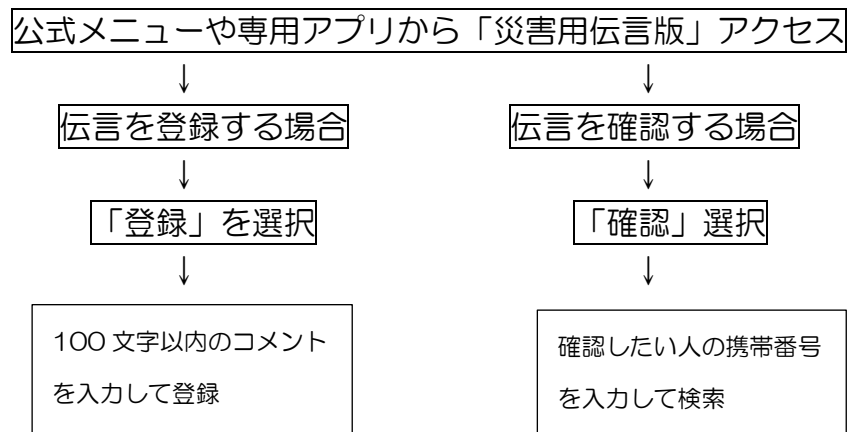 公式メニューや専用アプリから「災害用伝言版」アクセス
↓ ↓
伝言を登録する場合 伝言を確認する場合
↓ ↓
「登録」を選択 「確認」選択
↓ ↓
100 文字以内のコメント
を入力して登録
確認したい人の携帯番号
を入力して検索